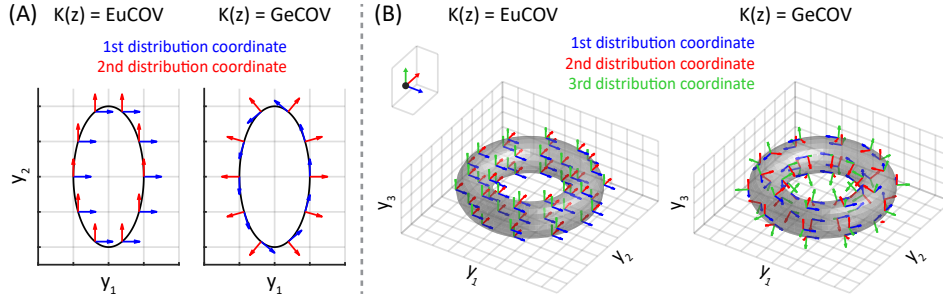 (A)
K(z) = EuCOV
K(z) = GeCOV
1st distribution coordinate
2nd distribution coordinate
y2
y1
y1
(B)
K(z) = EuCOV
K(z) = GeCOV
1st distribution coordinate
2nd distribution coordinate
3rd distribution coordinate
y3
y1
y2
y3
y1
y2